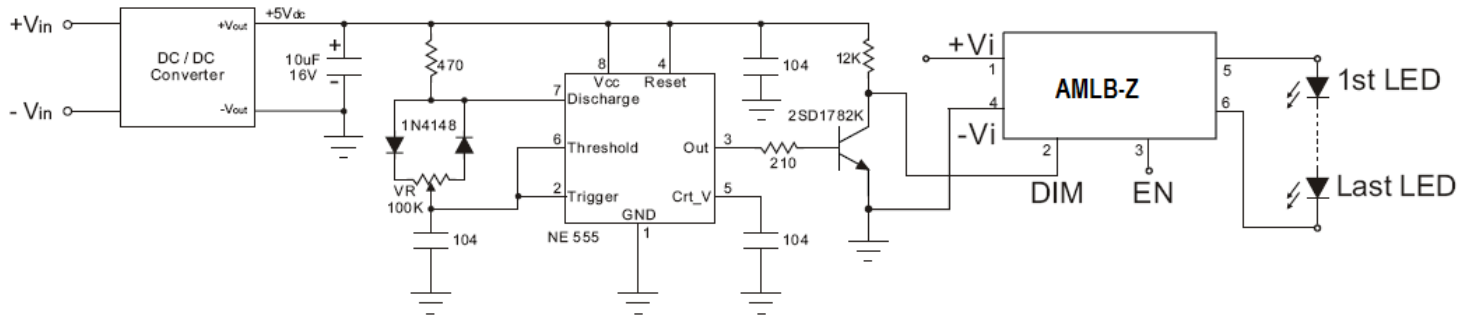 +Vin
- Vin
DC / DC
Converter
+Vout
-Vout
+5Vdc
10uF
16V
+
-
470
1N4148
VR
100K
104
7
Discharge
6
Threshold
2
Trigger
8
Vcc
4
Reset
3
Out
5
Crt_V
GND
1
NE 555
104
104
210
12K
2SD1782K
+Vi
1
4
-Vi
AMLB-Z
2
DIM
3
EN
5
6
1st LED
Last LED